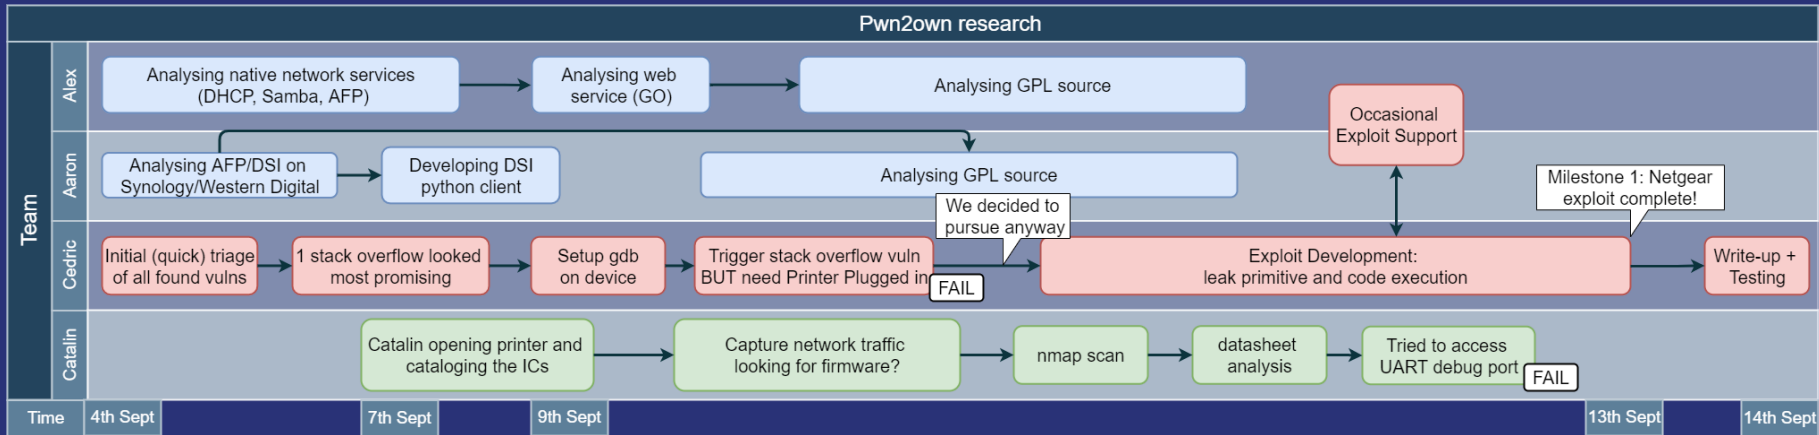 Pwn2own research
Team
Alex
Analysing native network services
(DHCP, Samba, AFP)
Analysing web
service (GO)
Analysing GPL source
Occasional
Exploit Support
Aaron
Analysing AFP/DSI on
Synology/Western Digital
Developing DSI
python client
Analysing GPL source
We decided to
pursue anyway
Milestone 1: Netgear
exploit complete!
Cedric
Initial (quick) triage
of all found vulns
1 stack overflow looked
most promising
Setup gdb
on device
Trigger stack overflow vuln
BUT need Printer Plugged in
FAIL
Exploit Development:
leak primitive and code execution
Write-up +
Testing
Catalin
Catalin opening printer and
cataloging the ICs
Capture network traffic
looking for firmware?
nmap scan
datasheet
analysis
Tried to access
UART debug port
FAIL
Time
4th Sept
7th Sept
9th Sept
13th Sept
14th Sept